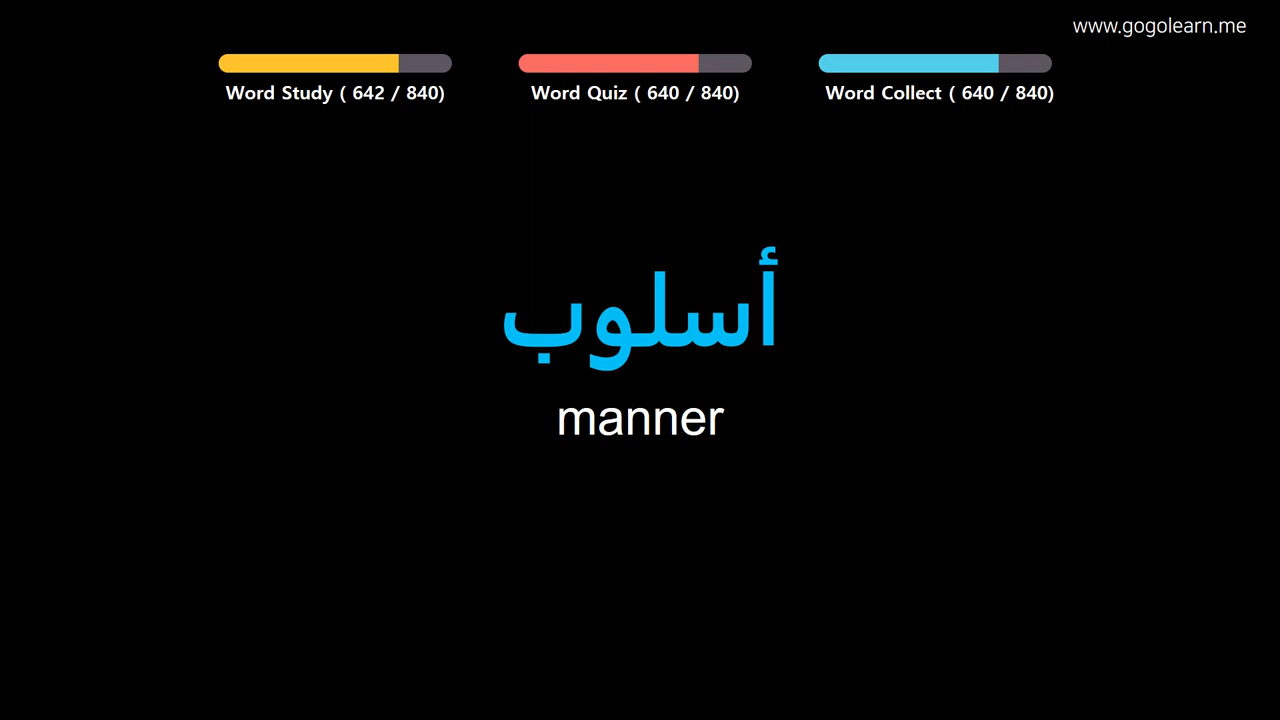 www.gogolearn.me
Word Study ( 642 / 840)
Word Quiz ( 640 / 840)
Word Collect ( 640 / 840)
أسلوب
manner